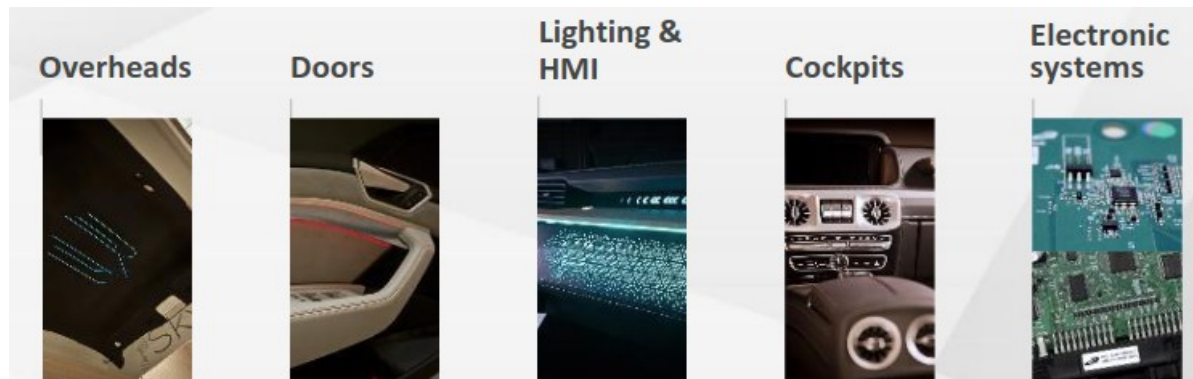 Overheads
Doors
Lighting &
HMI
Cockpits
Electronic
systems